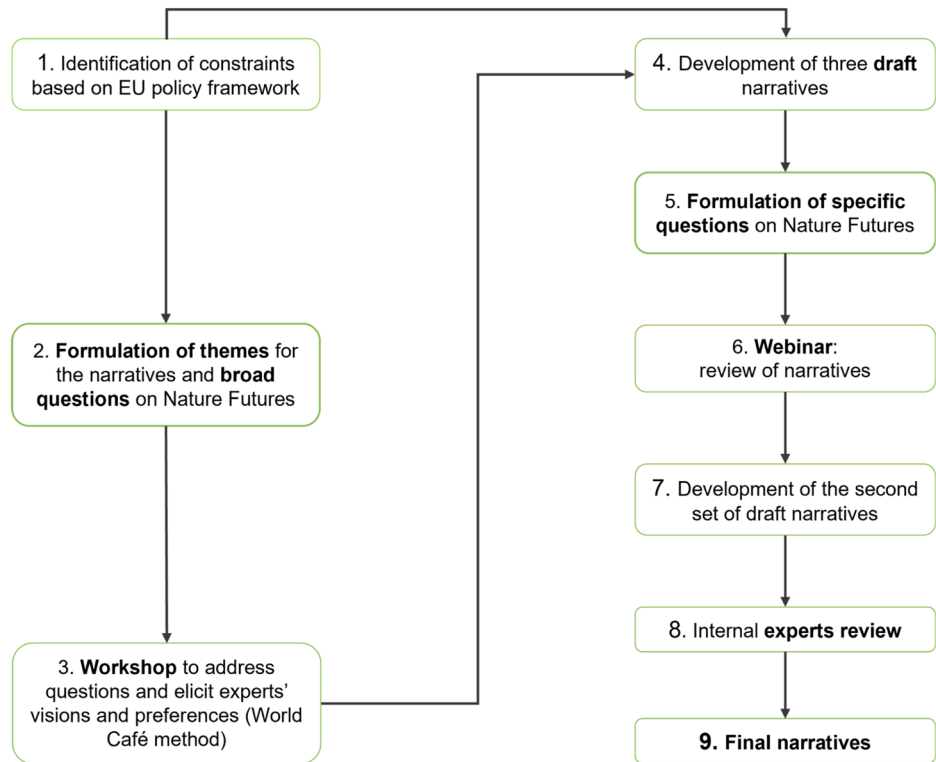 1. Identification of constraints
based on EU policy framework
2. Formulation of themes for
the narratives and broad
questions on Nature Futures
3. Workshop to address
questions and elicit experts’
visions and preferences (World
Café method)
4. Development of three draft
narratives
5. Formulation of specific
questions on Nature Futures
6. Webinar:
review of narratives
7. Development of the second
set of draft narratives
8. Internal experts review
9. Final narratives